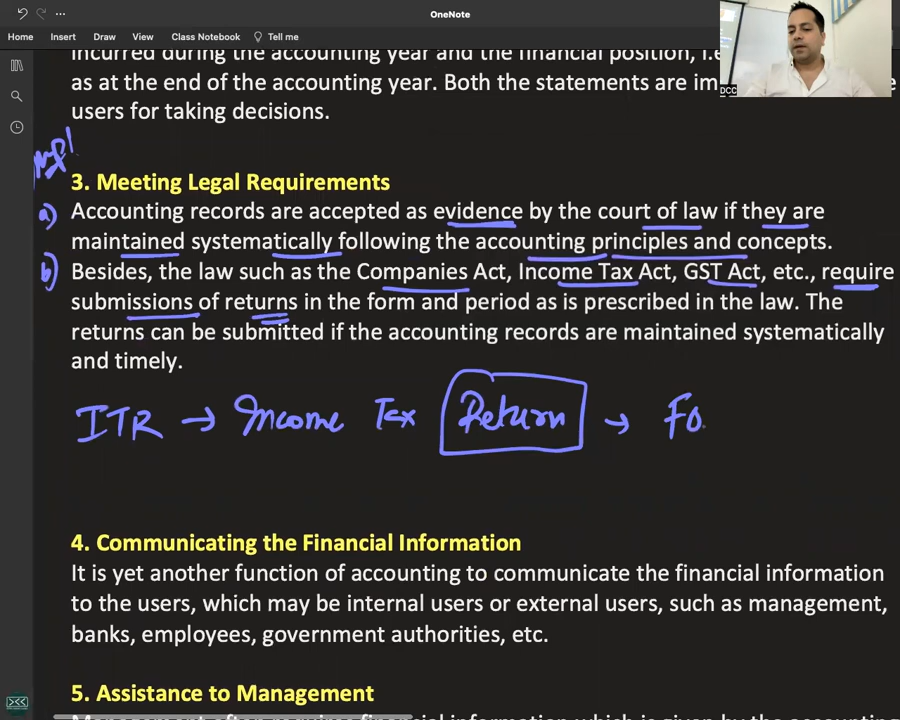 OneNote
Home Insert Draw View Class Notebook Tell me
incurred during the accounting year and the financial position, i.e
as at the end of the accounting year. Both the statements are im
users for taking decisions.
DCC
3. Meeting Legal Requirements
a) Accounting records are accepted as evidence by the court of law if they are
maintained systematically following the accounting principles and concepts.
b) Besides, the law such as the Companies Act, Income Tax Act, GST Act, etc., require
submissions of returns in the form and period as is prescribed in the law. The
returns can be submitted if the accounting records are maintained systematically
and timely.
ITR → Income Tax Return → Fo
4. Communicating the Financial Information
It is yet another function of accounting to communicate the financial information
to the users, which may be internal users or external users, such as management,
banks, employees, government authorities, etc.
5. Assistance to Management